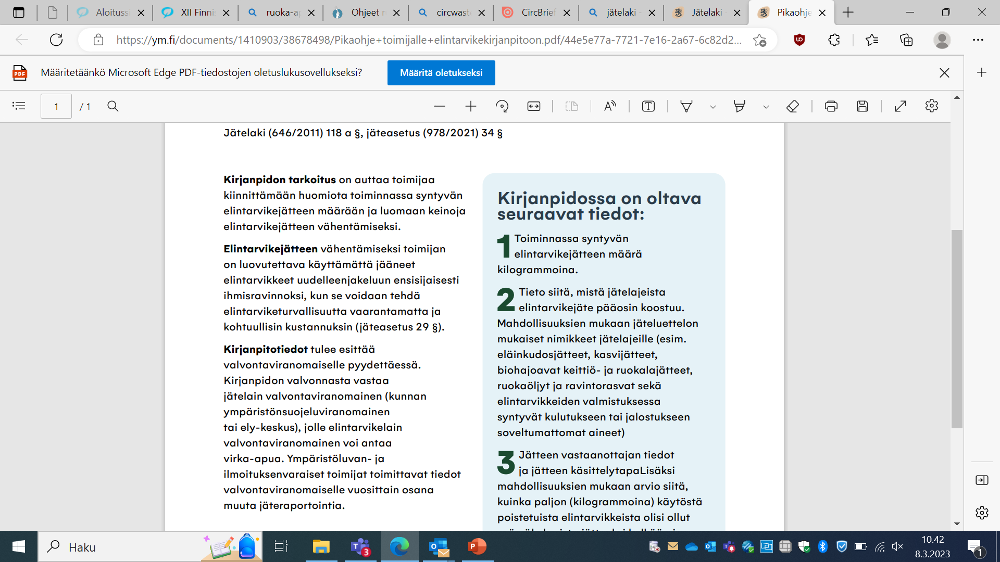 Aloituss
XII Finni
ruoka-a
Ohjeet r
circwast
CircBrief
jätelaki -
Jätelaki -
Pikaohje
https://ym.fi/documents/1410903/38678498/Pikaohje+toimijalle+elintarvikekirjanpitoon.pdf/44e5e77a-7721-7e16-2a67-6c82d2...
Määritetäänkö Microsoft Edge PDF-tiedostojen oletuslukusovellukseksi?
Määritä oletukseksi
1 / 1
Jätelaki (646/2011) 118 a §, jäteasetus (978/2021) 34 §
Kirjanpidon tarkoitus on auttaa toimijaa
kiinnittämään huomiota toiminnassa syntyvän
elintarvikejätteen määrään ja luomaan keinoja
elintarvikejätteen vähentämiseksi.
Elintarvikejätteen vähentämiseksi toimijan
on luovutettava käyttämättä jääneet
elintarvikkeet uudelleenjakeluun ensisijaisesti
ihmisravinnoksi, kun se voidaan tehdä
elintarviketurvallisuutta vaarantamatta ja
kohtuullisin kustannuksin (jäteasetus 29 §).
Kirjanpitotiedot tulee esittää
valvontaviranomaiselle pyydettäessä.
Kirjanpidon valvonnasta vastaa
jätelain valvontaviranomainen (kunnan
ympäristönsuojeluviranomainen
tai ely-keskus), jolle elintarvikelain
valvontaviranomainen voi antaa
virka-apua. Ympäristöluvan- ja
ilmoituksenvaraiset toimijat toimittavat tiedot
valvontaviranomaiselle vuosittain osana
muuta jäteraportointia.
Kirjanpidossa on oltava
seuraavat tiedot:
1 Toiminnassa syntyvän
elintarvikejätteen määrä
kilogrammoina.
2 Tieto siitä, mistä jätelajeista
elintarvikejäte pääosin koostuu.
Mahdollisuuksien mukaan jäteluettelon
mukaiset nimikkeet jätelajeille (esim.
eläinkudosjätteet, kasvijätteet,
biohajoavat keittiö- ja ruokalajätteet,
ruokaöljyt ja ravintorasvat sekä
elintarvikkeiden valmistuksessa
syntyvät kulutukseen tai jalostukseen
soveltumattomat aineet)
3 Jätteen vastaanottajan tiedot
ja jätteen käsittelytapaLisäksi
mahdollisuuksien mukaan arvio siitä,
kuinka paljon (kilogrammoina) käytöstä
poistetuista elintarvikkeista olisi ollut
Haku
3
10.42
8.3.2023
1